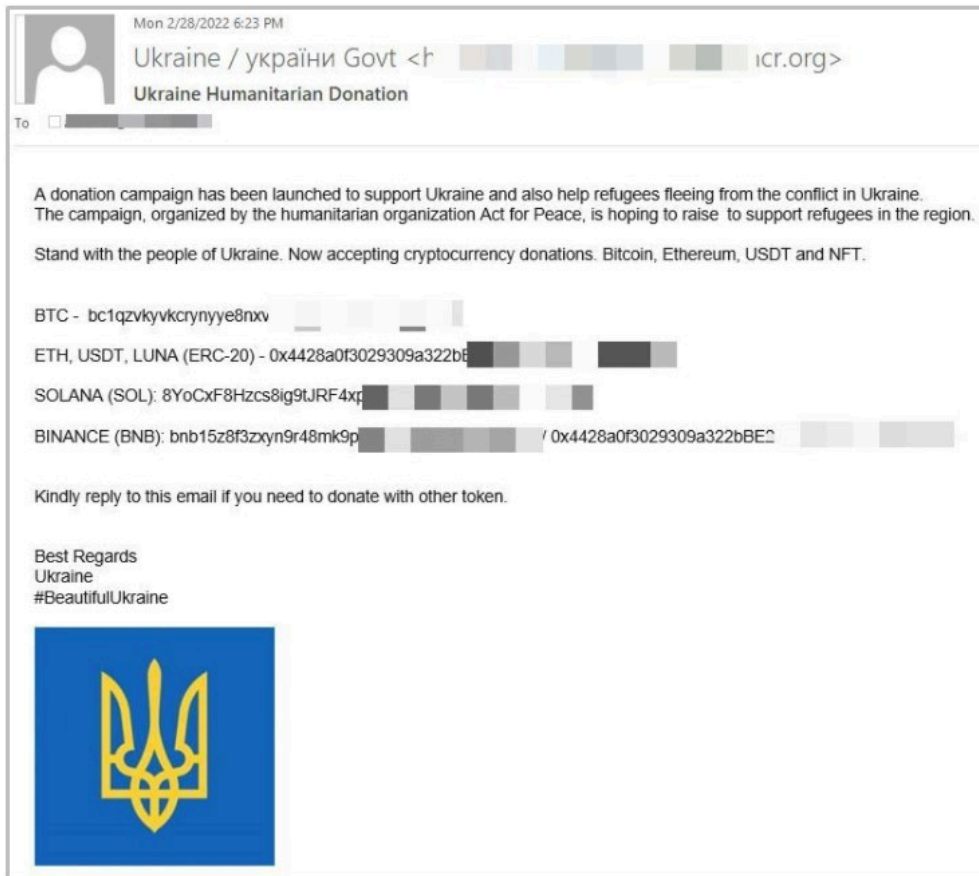 Mon 2/28/2022 6:23 PM
Ukraine / україни Govt <h cr.org>
Ukraine Humanitarian Donation
To
A donation campaign has been launched to support Ukraine and also help refugees fleeing from the conflict in Ukraine.
The campaign, organized by the humanitarian organization Act for Peace, is hoping to raise to support refugees in the region.
Stand with the people of Ukraine. Now accepting cryptocurrency donations. Bitcoin, Ethereum, USDT and NFT.
BTC - bc1qzvkyvkcrynyye8nxv
ETH, USDT, LUNA (ERC-20) - 0x4428a0f3029309a322bE
SOLANA (SOL): 8YoCxF8Hzcs8ig9tJRF4xp
BINANCE (BNB): bnb15z8f3zxyn9r48mk9p / 0x4428a0f3029309a322bBE2
Kindly reply to this email if you need to donate with other token.
Best Regards
Ukraine
#BeautifulUkraine